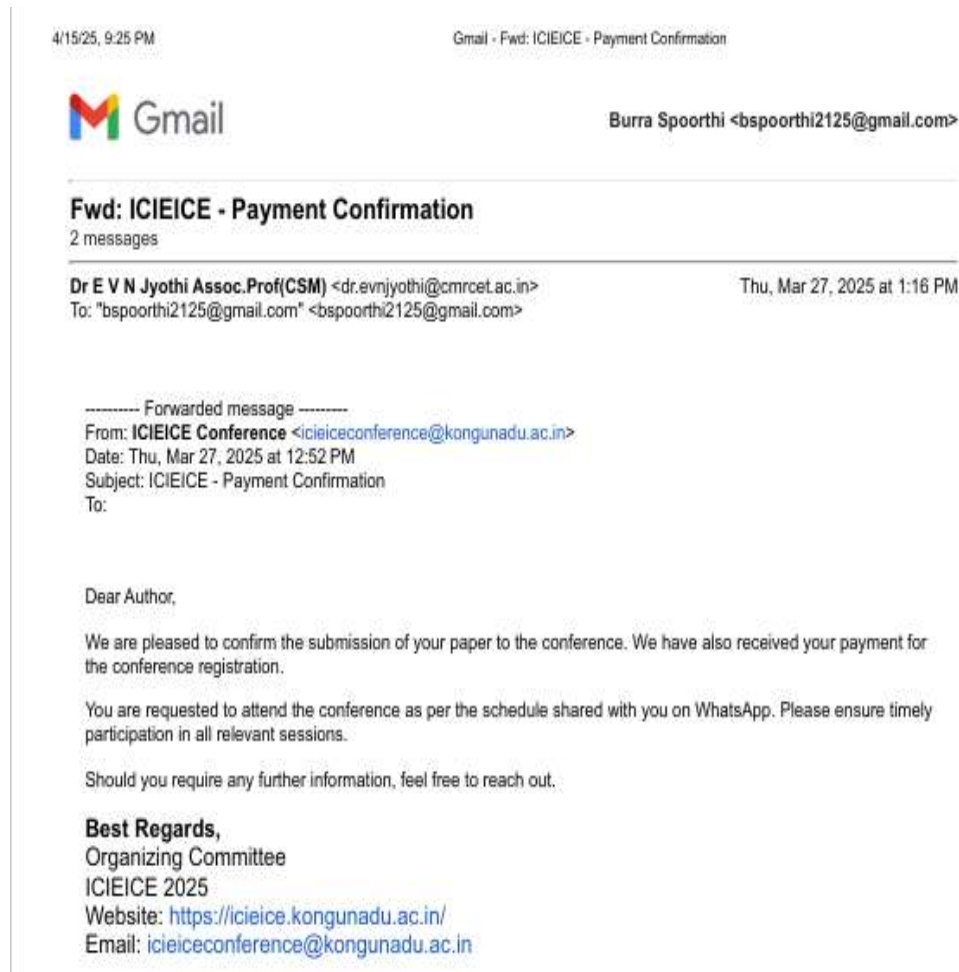 4/15/25, 9:25 PM Gmail - Fwd: ICIEICE - Payment Confirmation
Gmail Burra Spoorthi <bspoorthi2125@gmail.com>
Fwd: ICIEICE - Payment Confirmation
2 messages
Dr E V N Jyothi Assoc.Prof(CSM) <dr.evnjyothi@cmrcet.ac.in> Thu, Mar 27, 2025 at 1:16 PM
To: "bspoorthi2125@gmail.com" <bspoorthi2125@gmail.com>
---------- Forwarded message ---------
From: ICIEICE Conference <icieiceconference@kongunadu.ac.in>
Date: Thu, Mar 27, 2025 at 12:52 PM
Subject: ICIEICE - Payment Confirmation
To:
Dear Author,
We are pleased to confirm the submission of your paper to the conference. We have also received your payment for
the conference registration.
You are requested to attend the conference as per the schedule shared with you on WhatsApp. Please ensure timely
participation in all relevant sessions.
Should you require any further information, feel free to reach out.
Best Regards,
Organizing Committee
ICIEICE 2025
Website: https://icieice.kongunadu.ac.in/
Email: icieiceconference@kongunadu.ac.in